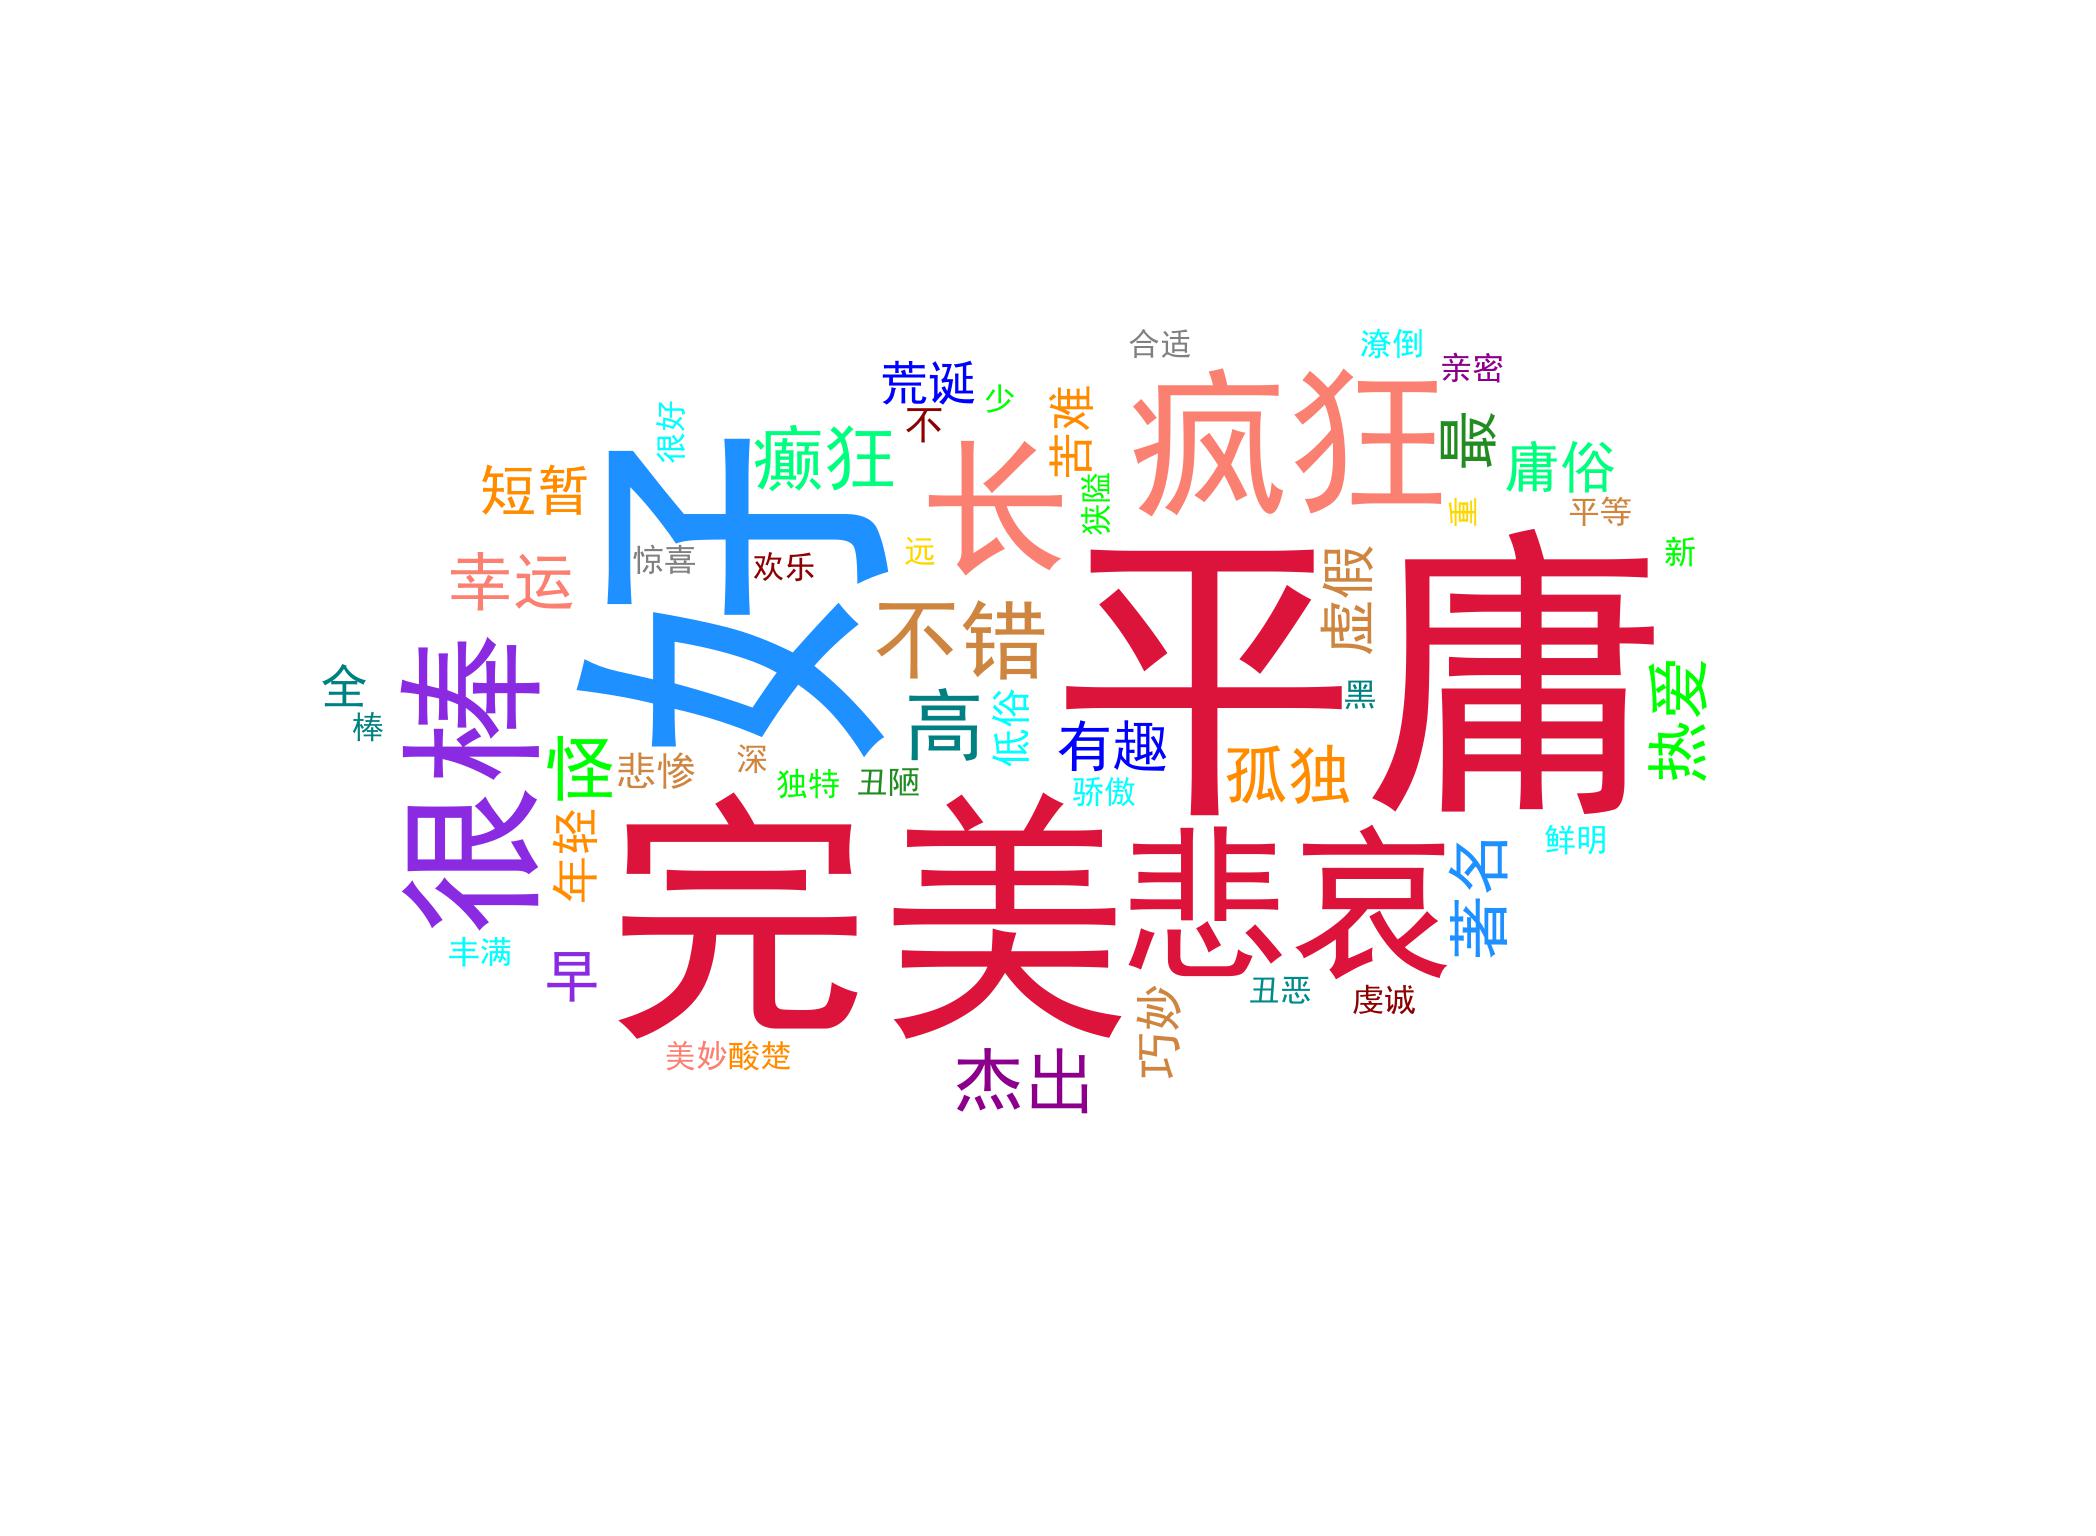 合适
潦倒
亲密
荒诞
少
不
苦难
疯狂
最
很好
癫狂
长
庸俗
短暂
好
狭隘
重
平等
惊喜
欢乐
远
新
幸运
不错
平庸
虚假
全
棒
很棒
高
低俗
黑
热爱
怪
悲惨
深
独特
丑陋
有趣
骄傲
孤独
年轻
完美
悲哀
著名
鲜明
丰满
早
丑恶
虔诚
巧妙
美妙
酸楚
杰出